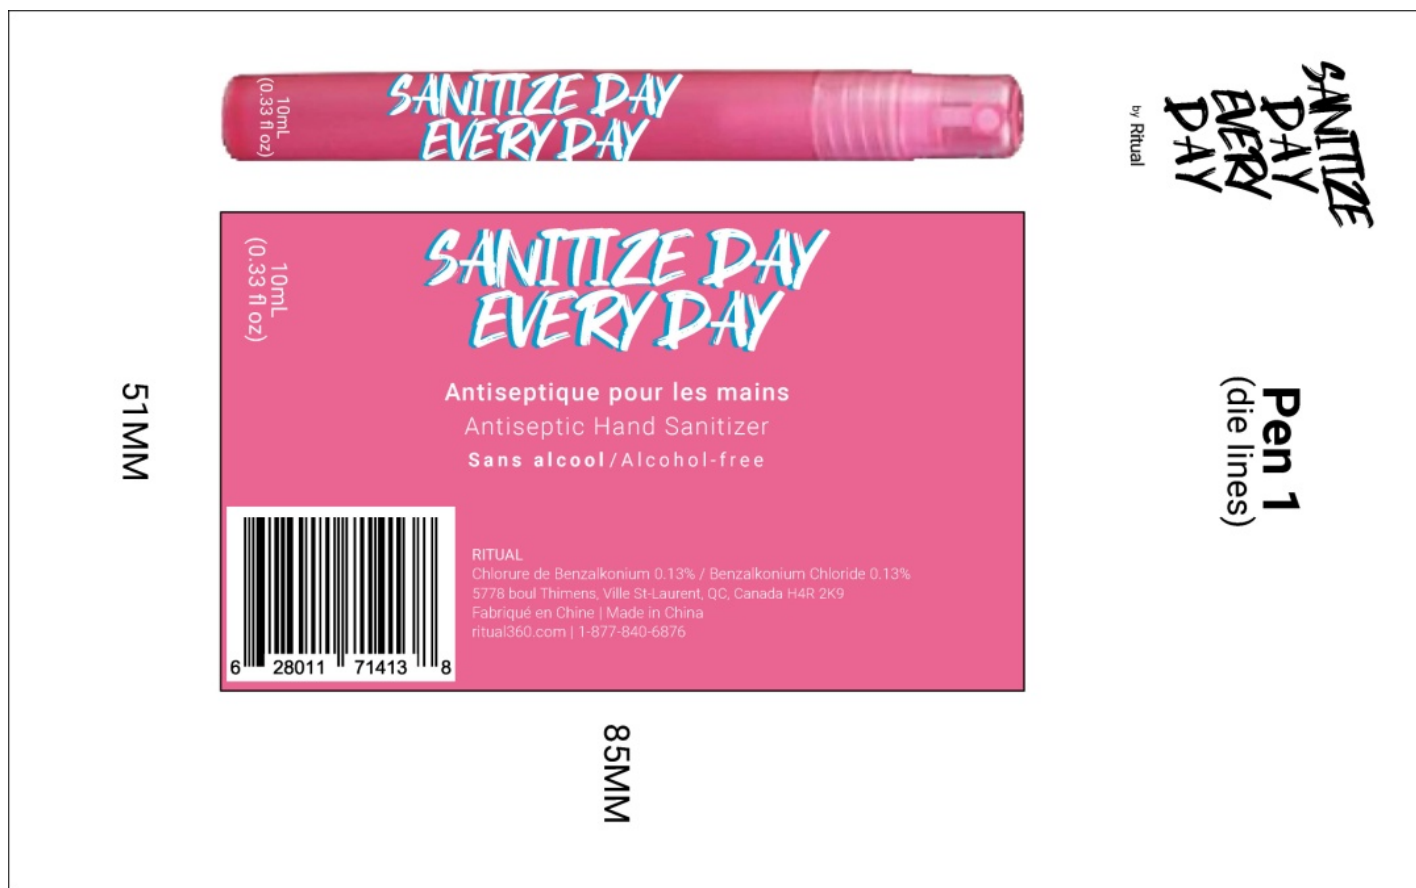 10mL
(0.33 fl oz)
SANITIZE DAY
EVERY DAY
SANITIZE
DAY
EVERY
DAY
by Ritual
10mL
(0.33 fl oz)
SANITIZE DAY
EVERY DAY
Antiseptique pour les mains
Antiseptic Hand Sanitizer
Sans alcool/Alcohol-free
RITUAL
Chlorure de Benzalkonium 0.13% / Benzalkonium Chloride 0.13%
5778 boul Thimens, Ville St-Laurent, QC, Canada H4R 2K9
Fabriqué en Chine | Made in China
ritual360.com | 1-877-840-6876
6 28011 71413 8
51MM
85MM
Pen 1
(die lines)